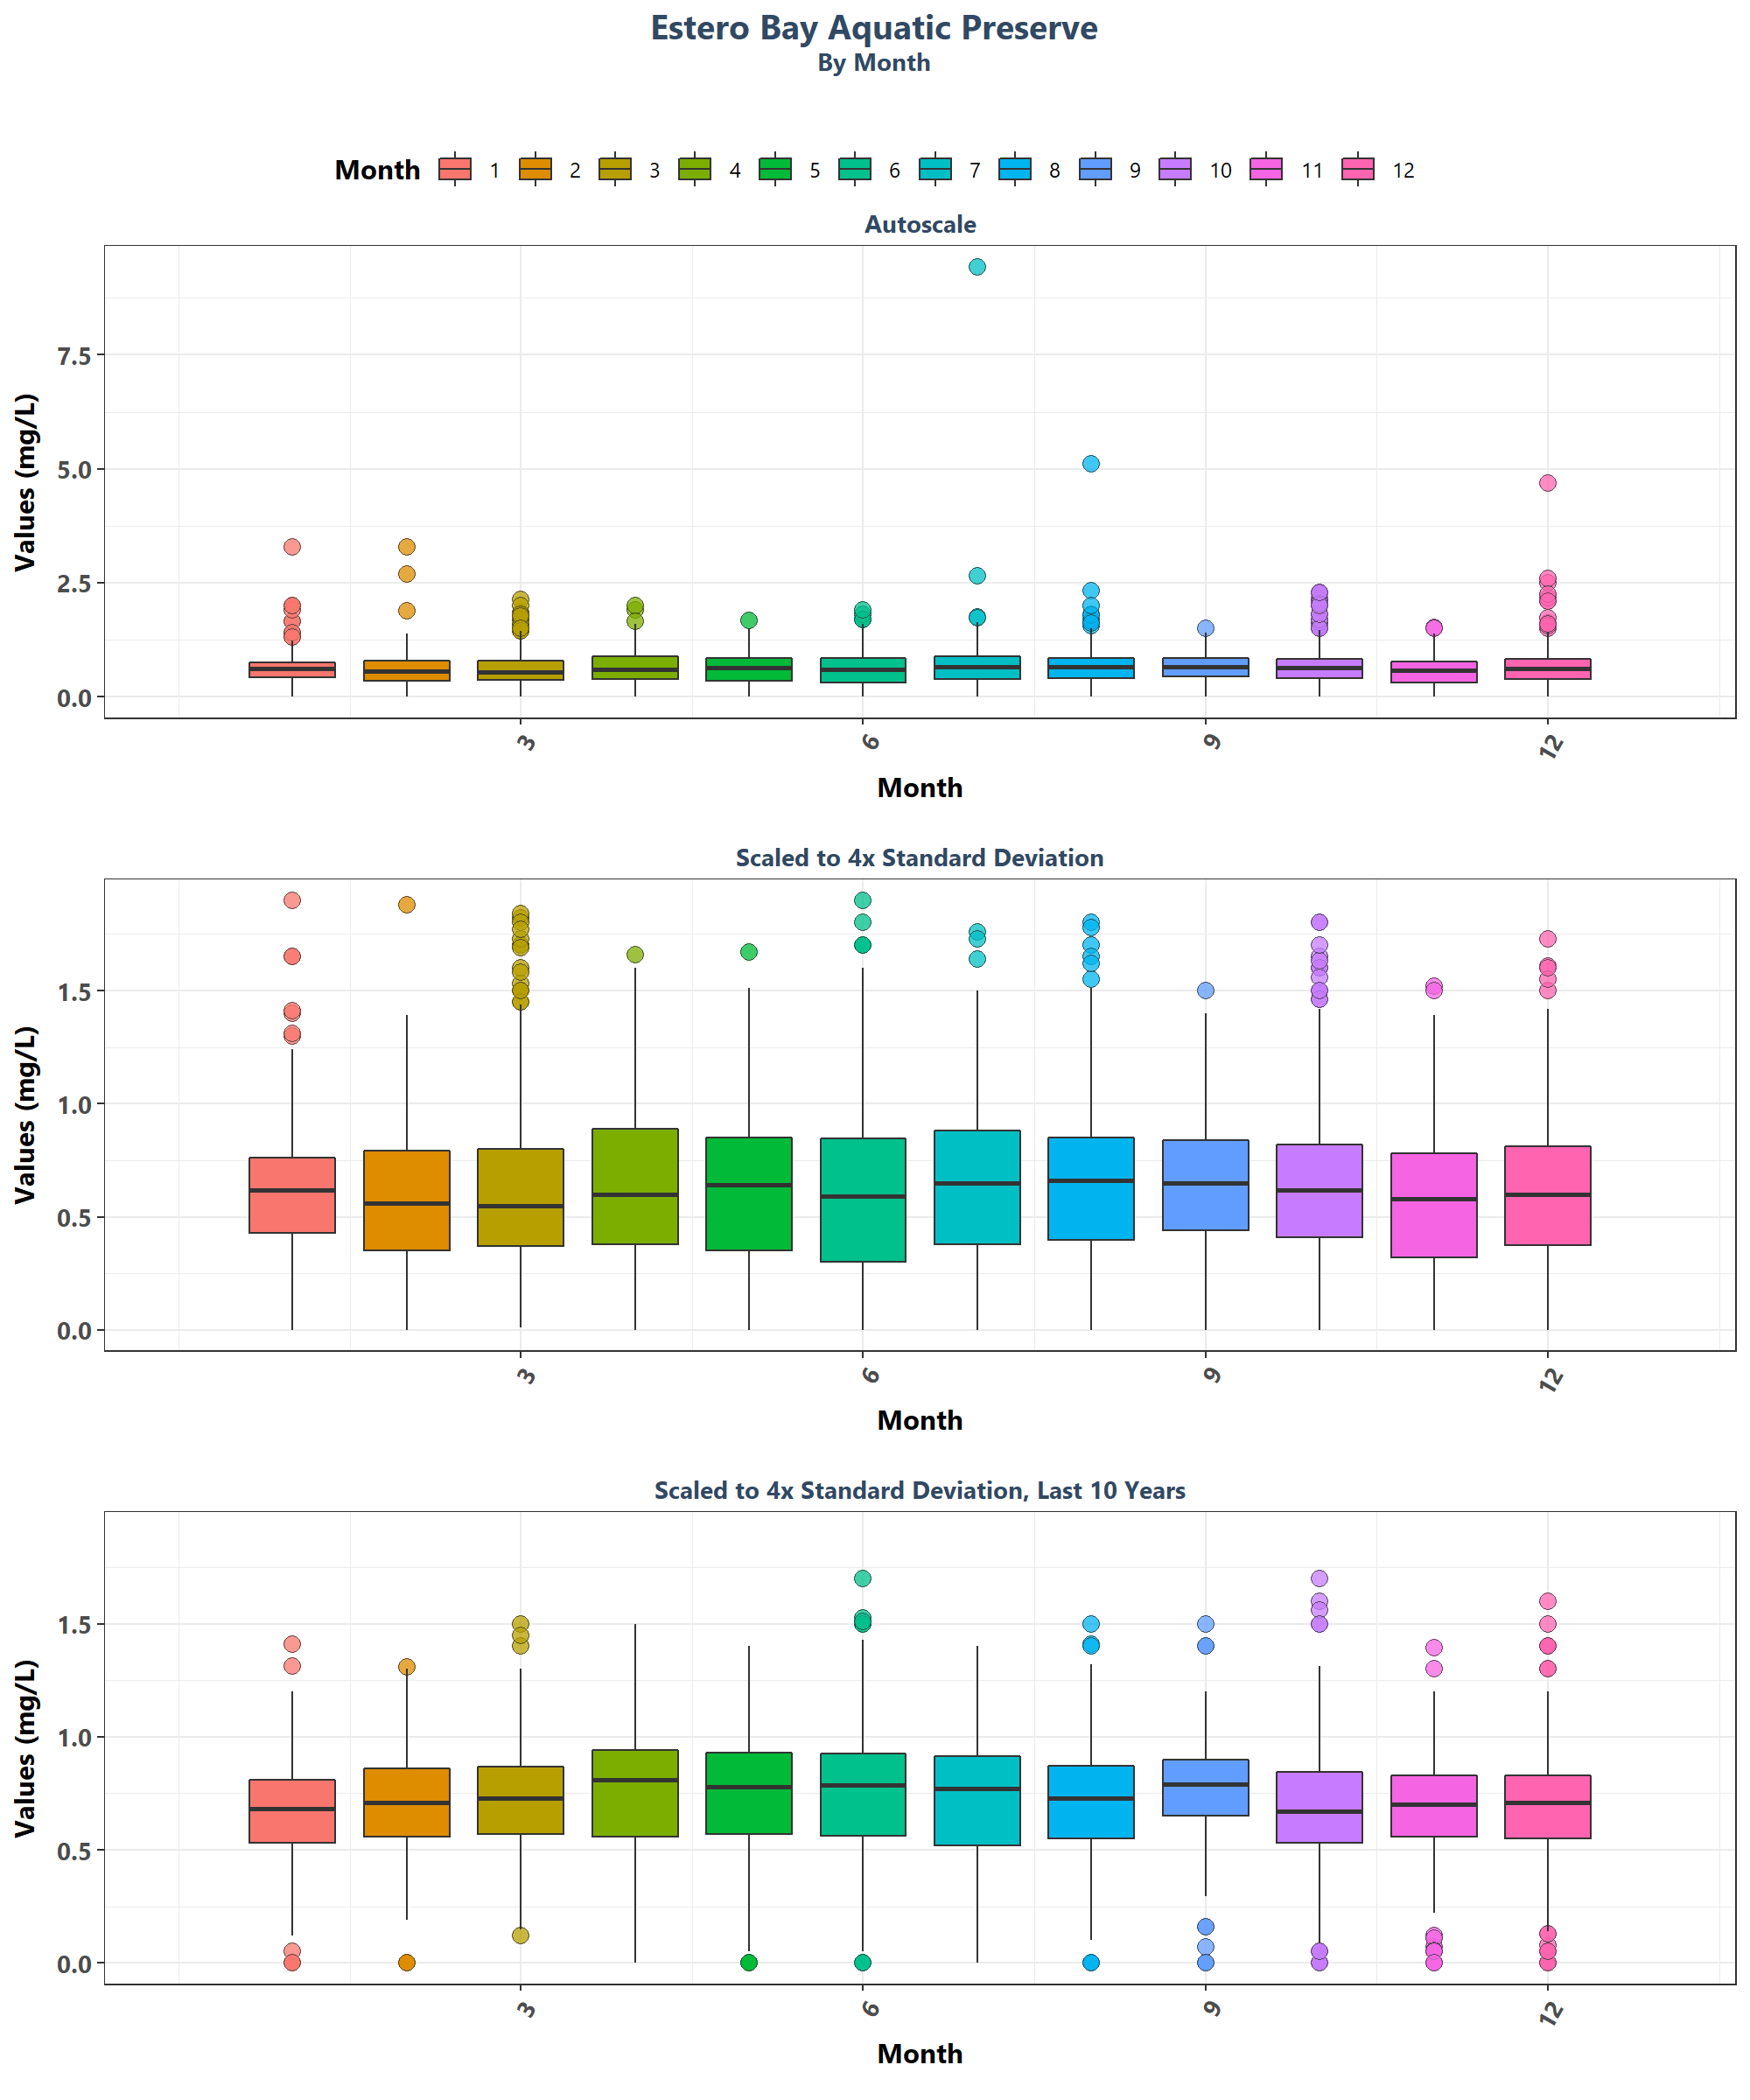 Estero Bay Aquatic Preserve
By Month
Month 1 2 3 4 5 6 7 8 9 10 11 12
Autoscale
Values (mg/L)
7.5
5.0
2.5
0.0
3 6 9 12
Month
Scaled to 4x Standard Deviation
Values (mg/L)
1.5
1.0
0.5
0.0
3 6 9 12
Month
Scaled to 4x Standard Deviation, Last 10 Years
Values (mg/L)
1.5
1.0
0.5
0.0
3 6 9 12
Month